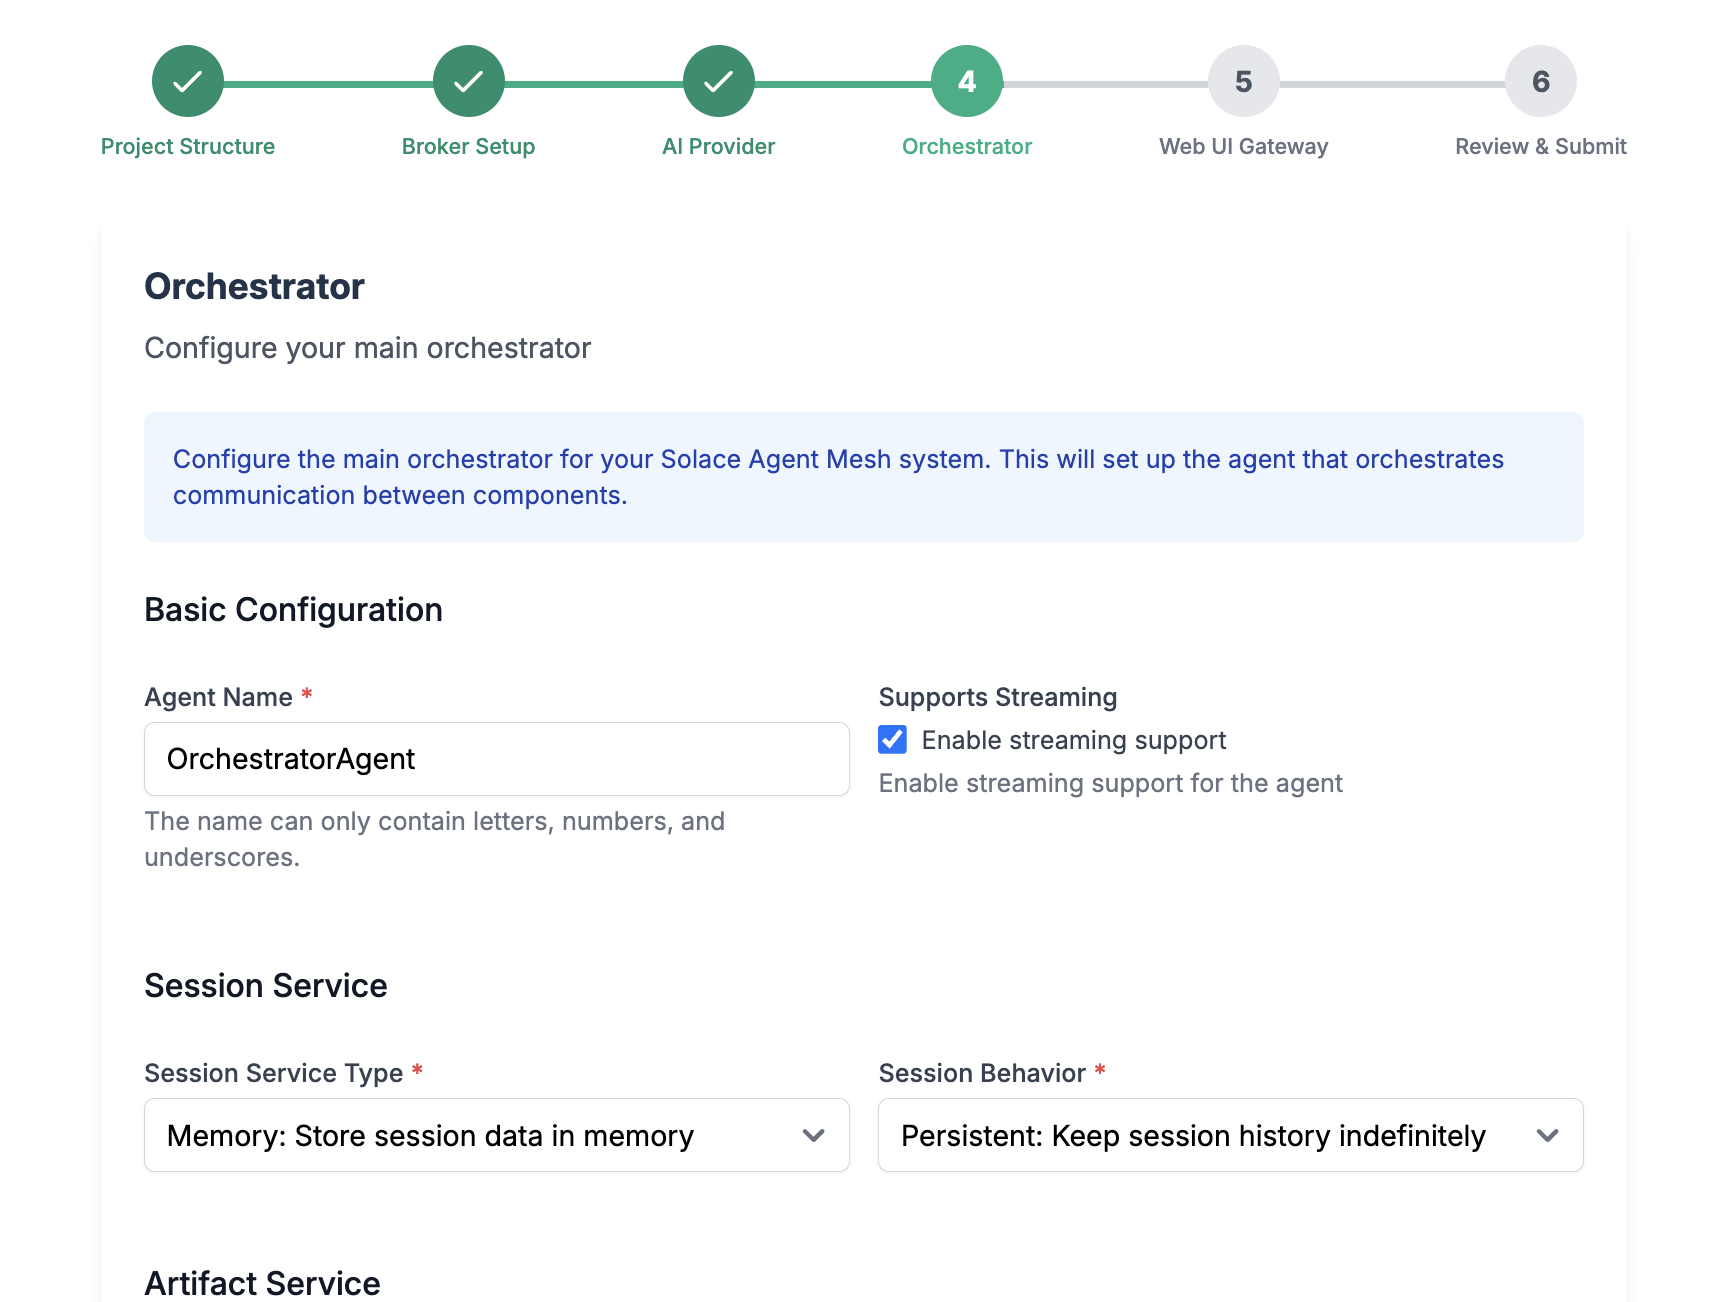 4
5
6
Project Structure
Broker Setup
AI Provider
Orchestrator
Web UI Gateway
Review & Submit
Orchestrator
Configure your main orchestrator
Configure the main orchestrator for your Solace Agent Mesh system. This will set up the agent that orchestrates
communication between components.
Basic Configuration
Agent Name *
OrchestratorAgent
The name can only contain letters, numbers, and
underscores.
Supports Streaming
Enable streaming support
Enable streaming support for the agent
Session Service
Session Service Type *
Memory: Store session data in memory
Session Behavior *
Persistent: Keep session history indefinitely
Artifact Service